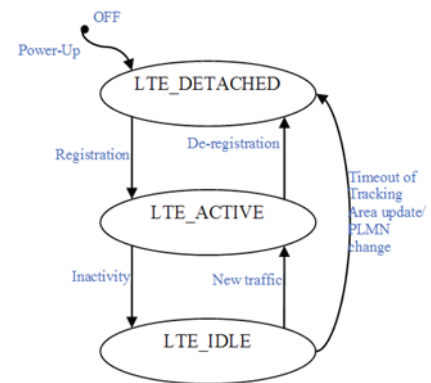 OFF
Power-Up
LTE_DETACHED
Registration
De-registration
Timeout of
Tracking
Area update/
PLMN
change
LTE_ACTIVE
Inactivity
New traffic
LTE_IDLE